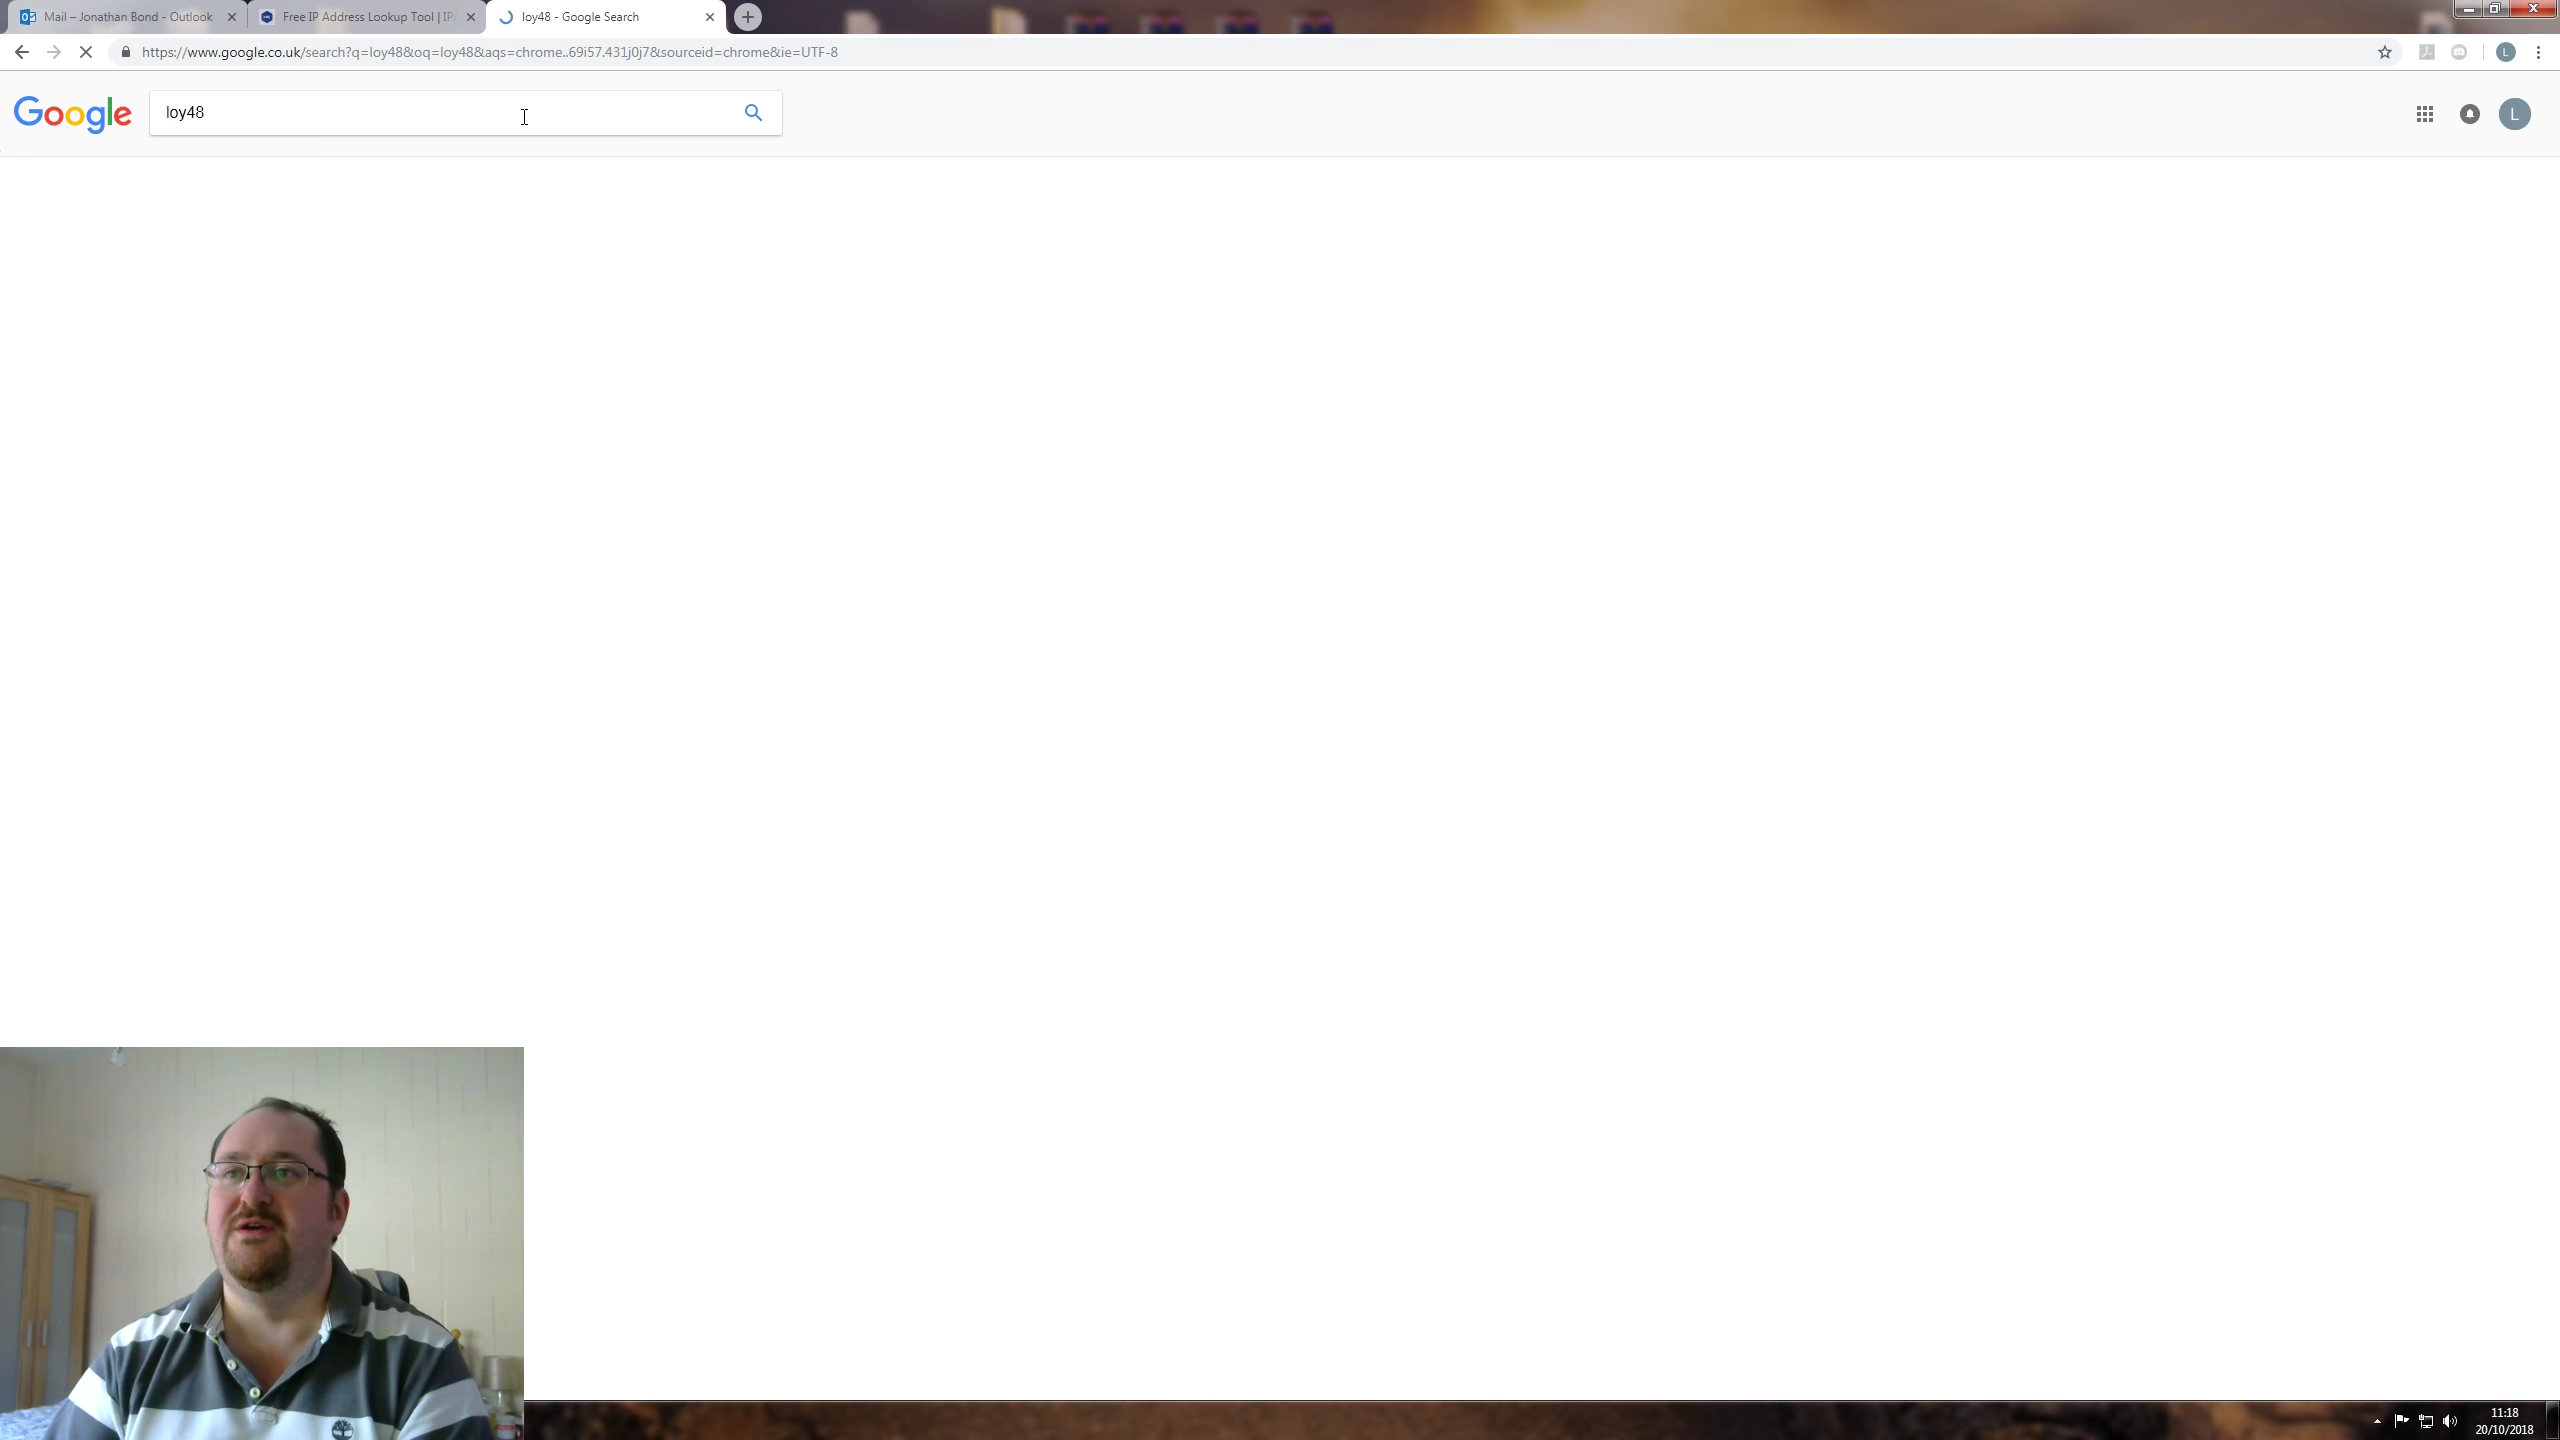 Mail – Jonathan Bond - Outlook
Free IP Address Lookup Tool | IP
loy48 - Google Search
https://www.google.co.uk/search?q=loy48&oq=loy48&aqs=chrome..69i57.431j0j7&sourceid=chrome&ie=UTF-8
L
Google
loy48
L
11:18
20/10/2018